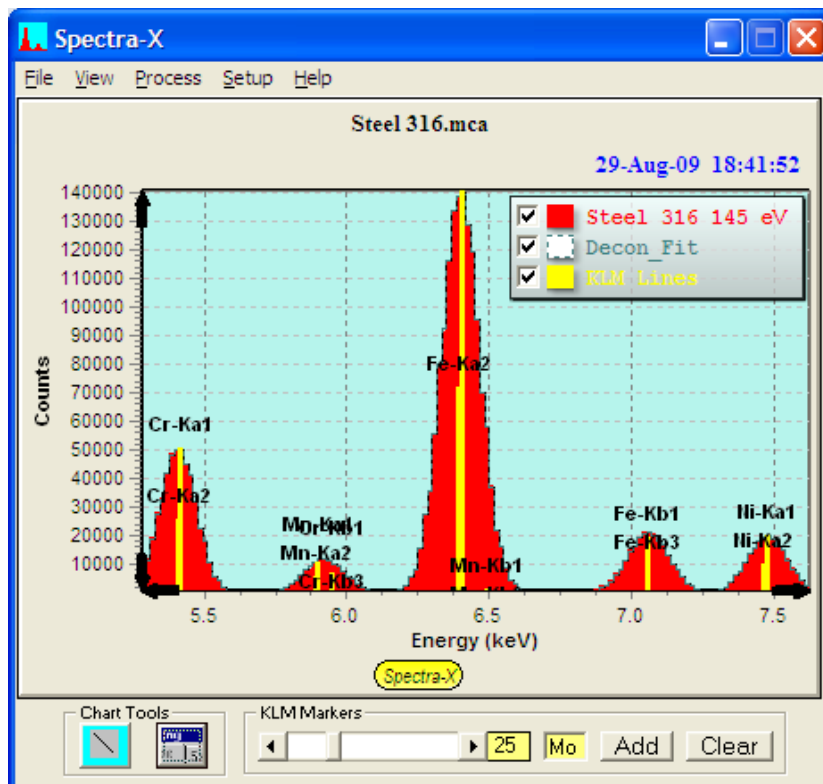 Spectra-X
File View Process Setup Help
Steel 316.mca
29-Aug-09 18:41:52
Steel 316 145 eV
Decon_Fit
KLM Lines
Counts
140000
130000
120000
110000
100000
90000
80000
70000
60000
50000
40000
30000
20000
10000
Cr-Ka1
Cr-Ka2
Mn-Ka1
Cr-Kb1
Mn-Ka2
Cr-Kb3
Fe-Ka2
Mn-Kb1
Fe-Kb1
Fe-Kb3
Ni-Ka1
Ni-Ka2
5.5 6.0 6.5 7.0 7.5
Energy (keV)
Spectra-X
Chart Tools
KLM Markers
25 Mo Add Clear